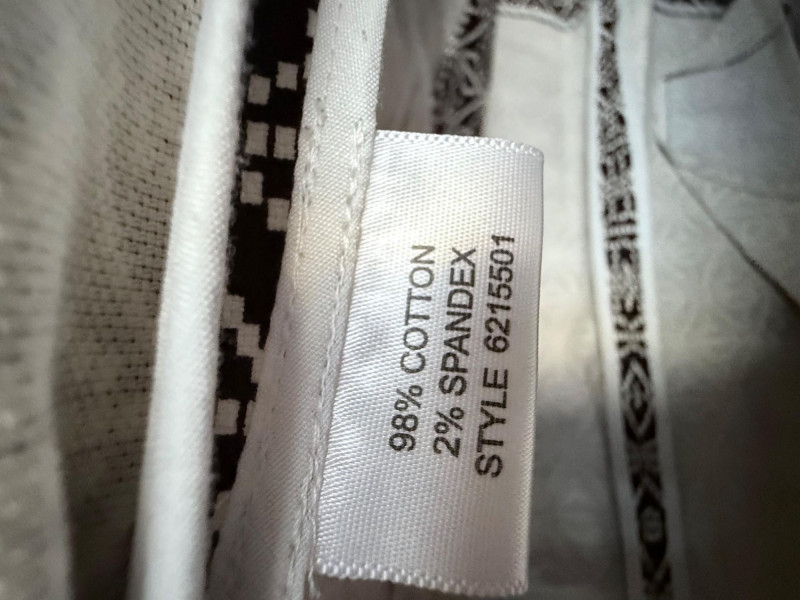 98% COTTON
2% SPANDEX
STYLE 6215501